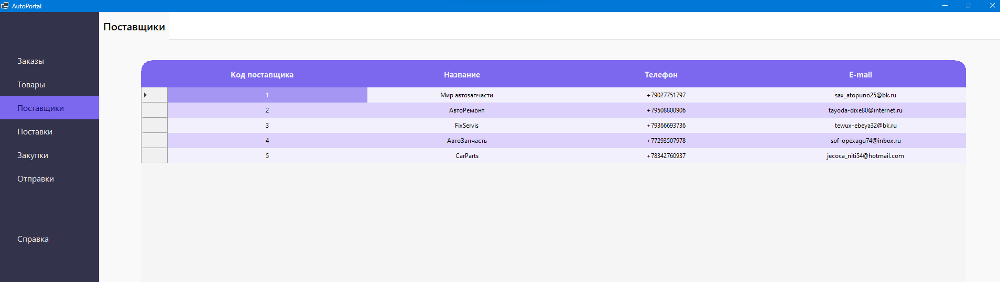 AutoPortal
Поставщики
Заказы
Товары
Поставщики
Поставки
Закупки
Отправки
Справка
Код поставщика Название Телефон E-mail
1 Мир автозапчасти +79027751797 sax_atopuno25@bk.ru
2 АвтоРемонт +79508800906 tayoda-dixe80@internet.ru
3 FixServis +79366693736 tewux-ebeya32@bk.ru
4 АвтоЗапчасть +77293507978 sof-opexagu74@inbox.ru
5 CarParts +78342760937 jecoca_niti54@hotmail.com